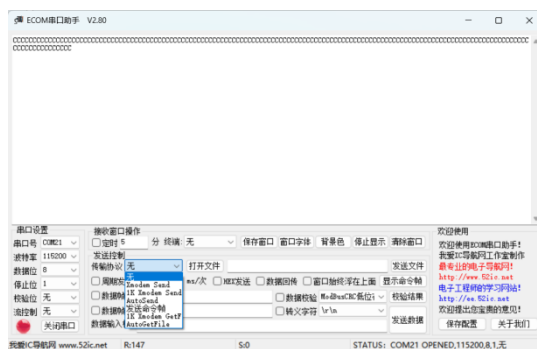 ECOM串口助手 V2.80
CCCCCCCCCCCCCCC
串口设置
串口号 COM21
波特率 115200
数据位 8
停止位 1
校验位 无
流控制 无
关闭串口
接收窗口操作
定时 5 分 终端: 无 保存窗口 窗口字体 背景色 停止显示 清除窗口
发送控制
传输协议 无 打开文件 发送文件
无
Xmodem Send
1K Xmodem Send
AutoSend
发送命令帧
1K Xmodem GetF
AutoGetFile
周期发 ms/次 HEX发送 数据回传 窗口始终浮在上面 显示命令帧
数据帧 数据校验 ModBusCRC低位 校验结果
数据帧 转义字符 \r\n
数据输入 发送数据
欢迎使用
欢迎使用ECOM串口助手!
我爱IC导航网工作室制作
最专业的电子导航网!
http://www.52ic.net
电子工程师的学习网站!
http://ee.52ic.net
欢迎提出您宝贵的意见!
保存配置 关于我们
我爱IC导航网 www.52ic.net R:147 S:0 STATUS: COM21 OPENED,115200,8,1,无